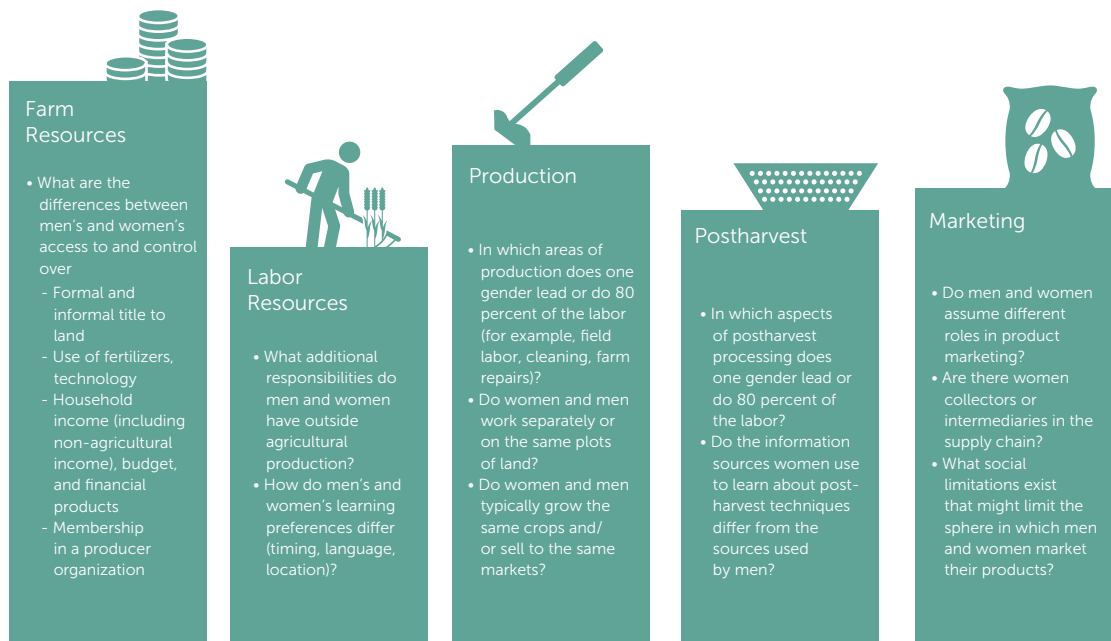 Farm
Resources
• What are the
differences between
men's and women's
access to and control
over
- Formal and
informal title to
land
- Use of fertilizers,
technology
- Household
income (including
non-agricultural
income), budget,
and financial
products
- Membership
in a producer
organization
Labor
Resources
• What additional
responsibilities do
men and women
have outside
agricultural
production?
• How do men's and
women's learning
preferences differ
(timing, language,
location)?
Production
• In which areas of
production does one
gender lead or do 80
percent of the labor
(for example, field
labor, cleaning, farm
repairs)?
• Do women and men
work separately or
on the same plots
of land?
• Do women and men
typically grow the
same crops and/
or sell to the same
markets?
Postharvest
• In which aspects
of postharvest
processing does
one gender lead or
do 80 percent of
the labor?
• Do the information
sources women use
to learn about post-
harvest techniques
differ from the
sources used
by men?
Marketing
• Do men and women
assume different
roles in product
marketing?
• Are there women
collectors or
intermediaries in the
supply chain?
• What social
limitations exist
that might limit the
sphere in which men
and women market
their products?